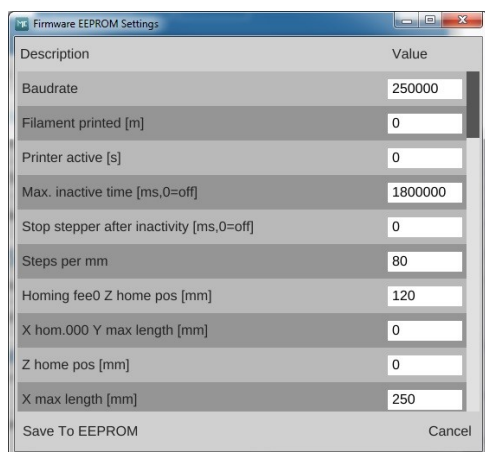 MC Firmware EEPROM Settings
Description Value
Baudrate 250000
Filament printed [m] 0
Printer active [s] 0
Max. inactive time [ms,0=off] 1800000
Stop stepper after inactivity [ms,0=off] 0
Steps per mm 80
Homing fee0 Z home pos [mm] 120
X hom.000 Y max length [mm] 0
Z home pos [mm] 0
X max length [mm] 250
Save To EEPROM Cancel